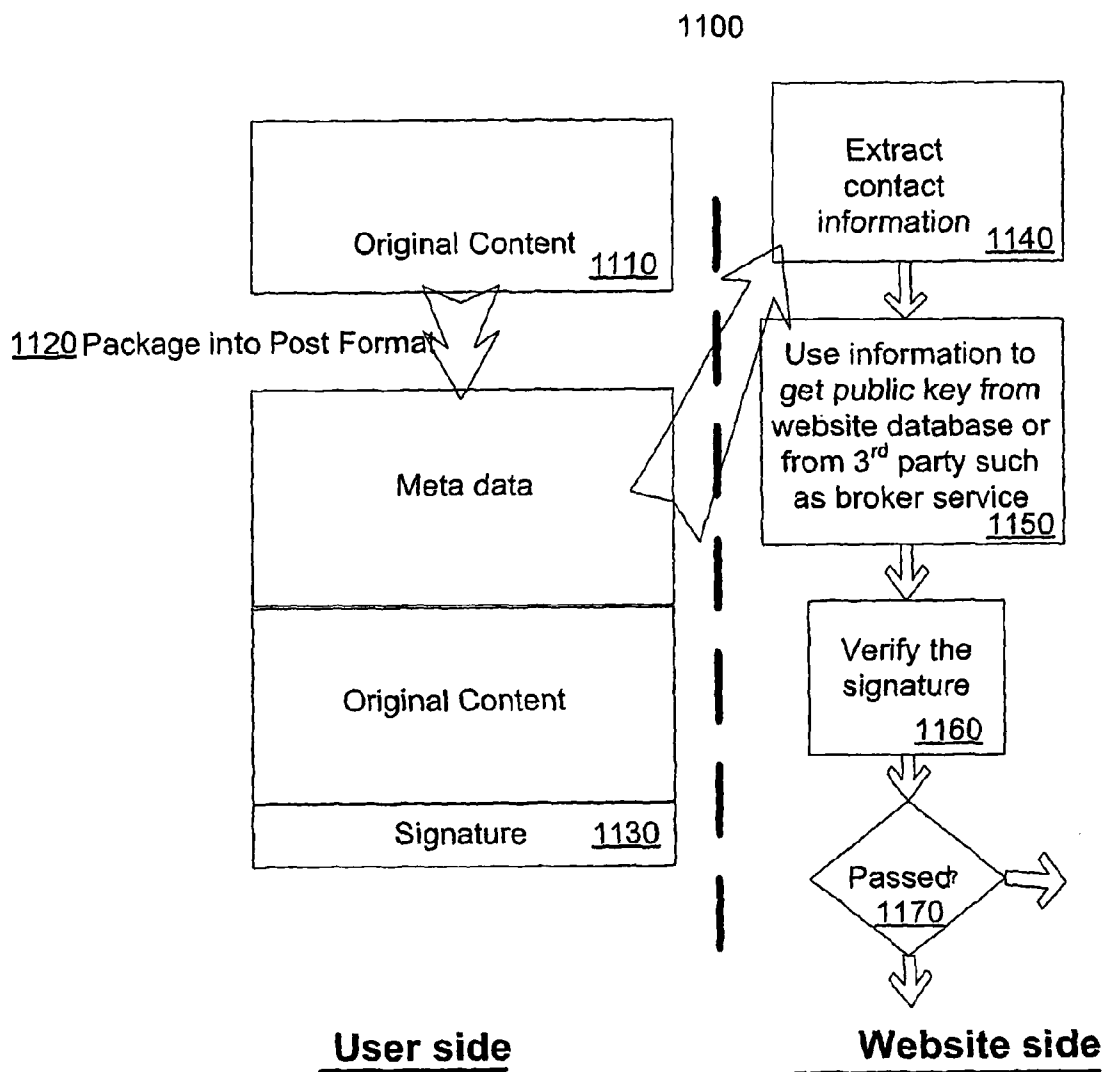 1100
Original Content
1110
1120 Package into Post Format
Meta data
Original Content
Signature 1130
User side
Extract
contact
information
1140
Use information to
get public key from
website database or
from 3rd party such
as broker service
1150
Verify the
signature
1160
Passed?
1170
Website side